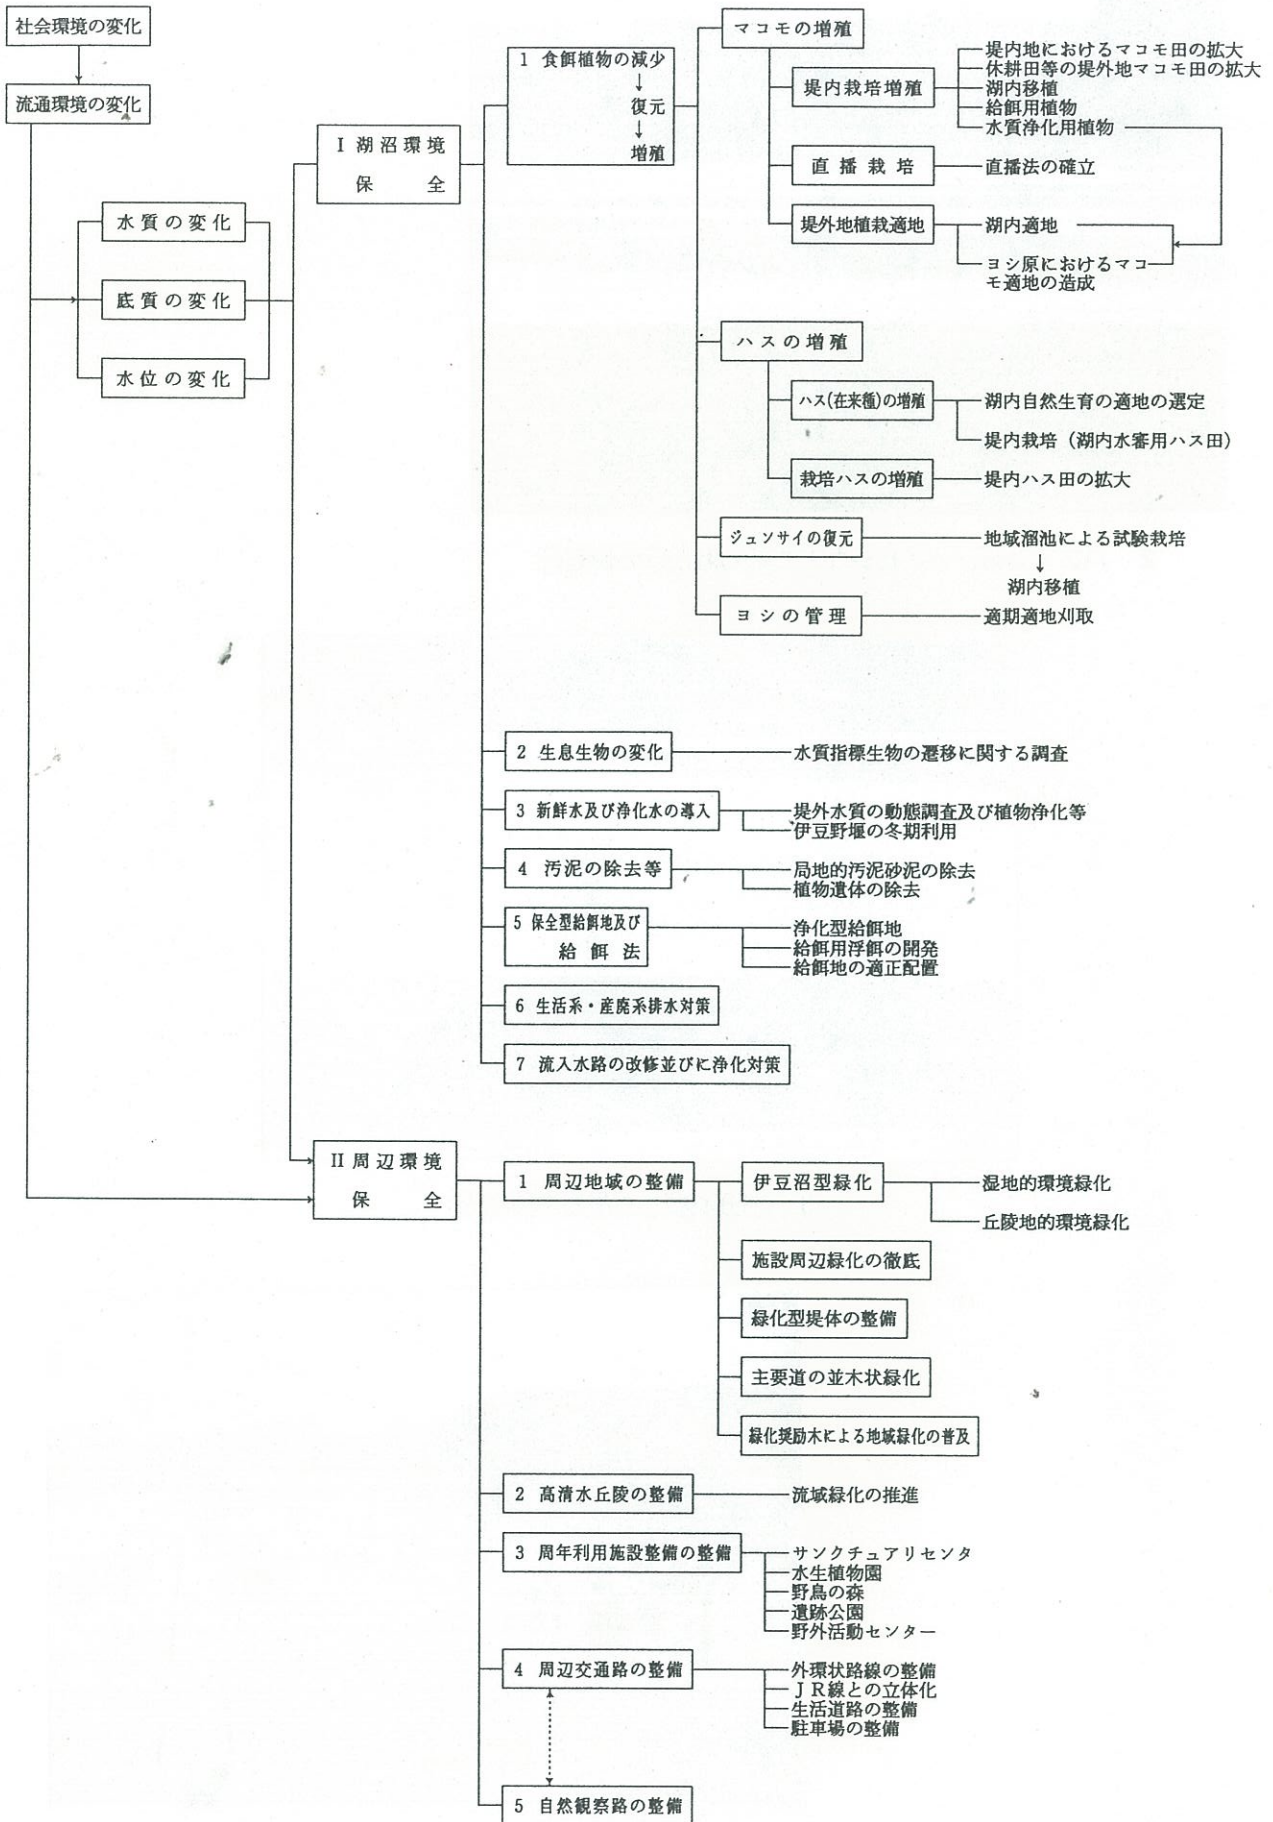 社会環境の変化
流通環境の変化
水質の変化
底質の変化
水位の変化
Ⅰ 湖沼環境
保 全
1 食餌植物の減少
↓
復元
↓
増殖
マコモの増殖
堤内栽培増殖
堤内地におけるマコモ田の拡大
休耕田等の堤外地マコモ田の拡大
湖内移植
給餌用植物
水質浄化用植物
直播栽培
直播法の確立
堤外地植栽適地
湖内適地
ヨシ原におけるマコ
モ適地の造成
ハスの増殖
ハス(在来種)の増殖
湖内自然生育の適地の選定
堤内栽培(湖内水審用ハス田)
栽培ハスの増殖
堤内ハス田の拡大
ジュンサイの復元
地域溜池による試験栽培
↓
湖内移植
ヨシの管理
適期適地刈取
2 生息生物の変化
水質指標生物の遷移に関する調査
3 新鮮水及び浄化水の導入
堤外水質の動態調査及び植物浄化等
伊豆野堰の冬期利用
4 汚泥の除去等
局地的汚泥砂泥の除去
植物遺体の除去
5 保全型給餌地及び
給餌法
浄化型給餌地
給餌用浮餌の開発
給餌地の適正配置
6 生活系・産廃系排水対策
7 流入水路の改修並びに浄化対策
Ⅱ 周辺環境
保 全
1 周辺地域の整備
伊豆沼型緑化
湿地的環境緑化
丘陵地的環境緑化
施設周辺緑化の徹底
緑化型堤体の整備
主要道の並木状緑化
緑化奨励木による地域緑化の普及
2 高清水丘陵の整備
流域緑化の推進
3 周年利用施設整備の整備
サンクチュアリセンタ
水生植物園
野鳥の森
遺跡公園
野外活動センター
4 周辺交通路の整備
外環状路線の整備
JR線との立体化
生活道路の整備
駐車場の整備
5 自然観察路の整備